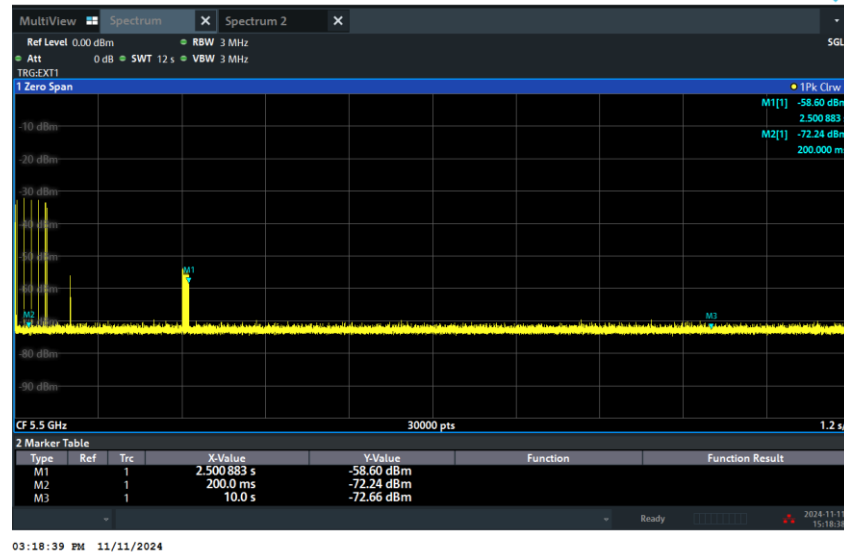 MultiView Spectrum X Spectrum 2 X
Ref Level 0.00 dBm RBW 3 MHz SGL
Att 0 dB SWT 12 s VBW 3 MHz
TRG:EXT1
1 Zero Span 1Pk Clrw
M1[1] -58.60 dBm
2.500 883
-10 dBm
M2[1] -72.24 dBm
200.000 m
-20 dBm
-30 dBm
-40 dBm
-50 dBm
M1
-60 dBm
M2 M3
-80 dBm
-90 dBm
CF 5.5 GHz 30000 pts 1.2 s/
2 Marker Table
Type Ref Trc X-Value Y-Value Function Function Result
M1 1 2.500 883 s -58.60 dBm
M2 1 200.0 ms -72.24 dBm
M3 1 10.0 s -72.66 dBm
Ready 2024-11-11
15:18:38
03:18:39 PM 11/11/2024